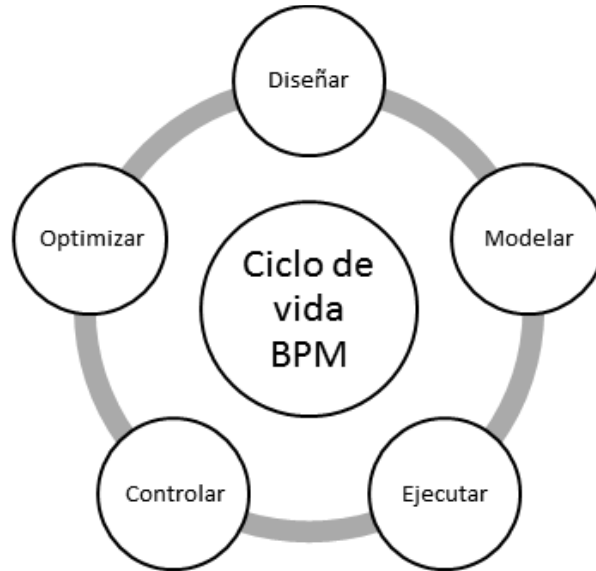 Diseñar
Optimizar
Modelar
Ciclo de
vida
BPM
Controlar
Ejecutar